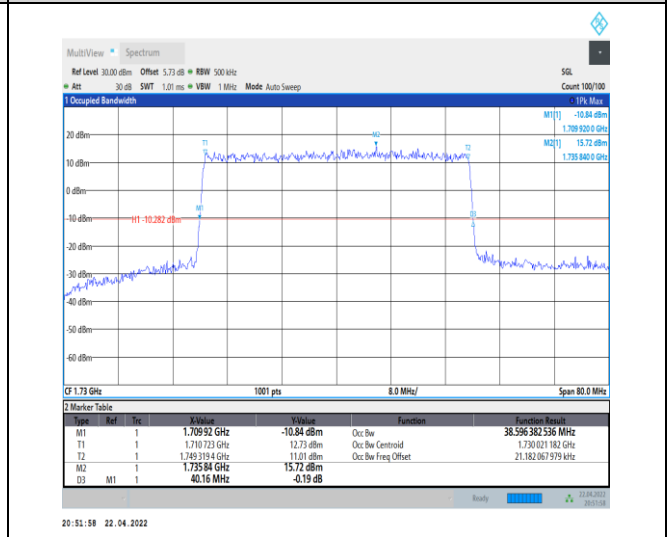 MultiView Spectrum
Ref Level 30.00 dBm Offset 5.73 dB RBW 500 kHz SGL
Att 30 dB SWT 1.01 ms VBW 1 MHz Mode Auto Sweep Count 100/100
1 Occupied Bandwidth 1Pk Max
M1[1] -10.84 dBm
1.709 920 0 GHz
M2[1] 15.72 dBm
1.735 840 0 GHz
20 dBm
M2
T1
T2
10 dBm
0 dBm
M1
-10 dBm
H1 -10.282 dBm
D3
-20 dBm
-30 dBm
-40 dBm
-50 dBm
-60 dBm
CF 1.73 GHz 1001 pts 8.0 MHz/ Span 80.0 MHz
2 Marker Table
Type Ref Trc X-Value Y-Value Function Function Result
M1 1 1.709 92 GHz -10.84 dBm Occ Bw 38.596 382 536 MHz
T1 1 1.710 723 GHz 12.73 dBm Occ Bw Centroid 1.730 021 182 GHz
T2 1 1.749 319 4 GHz 11.01 dBm Occ Bw Freq Offset 21.182 067 979 kHz
M2 1 1.735 84 GHz 15.72 dBm
D3 M1 1 40.16 MHz -0.19 dB
Ready 22.04.2022
20:51:58
20:51:58 22.04.2022